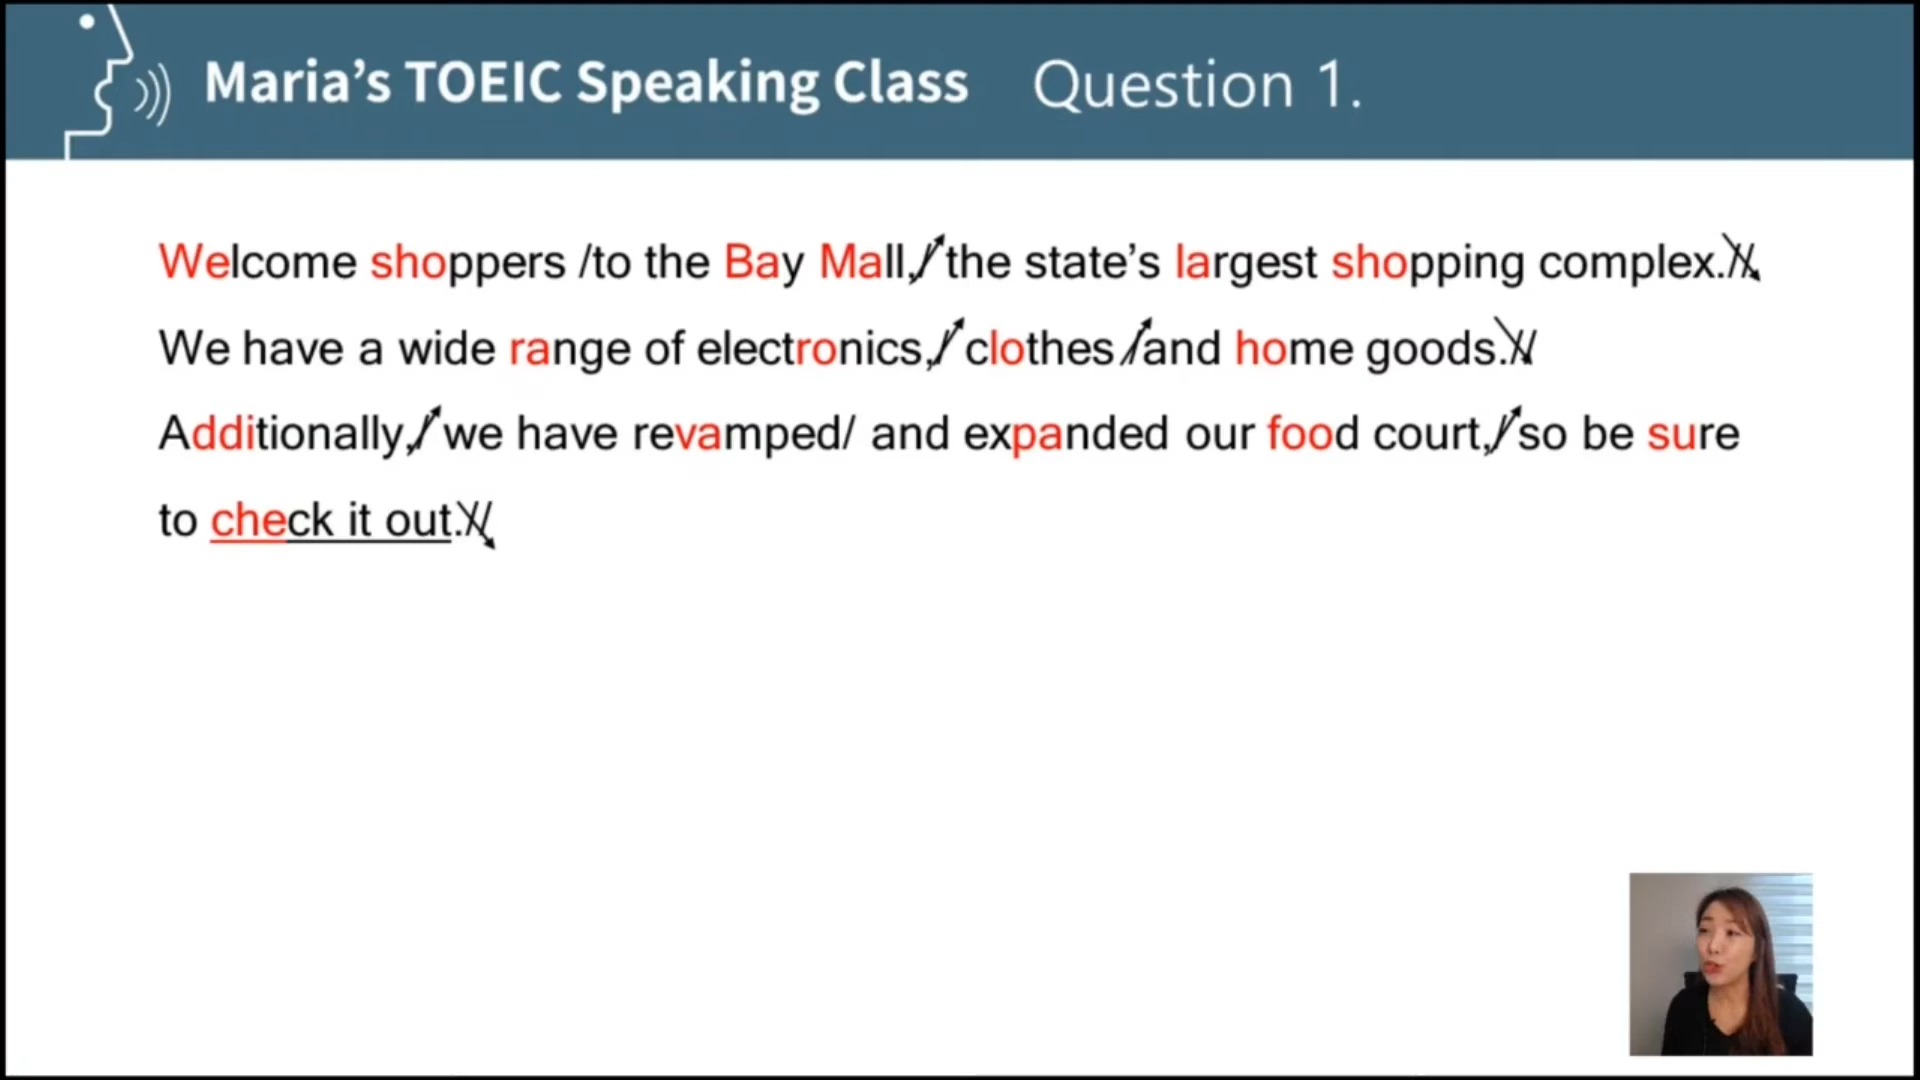 Maria's TOEIC Speaking Class Question 1.
Welcome shoppers /to the Bay Mall,/ the state's largest shopping complex.//
We have a wide range of electronics,/ clothes / and home goods.//
Additionally,/ we have revamped/ and expanded our food court,/ so be sure
to check it out.//